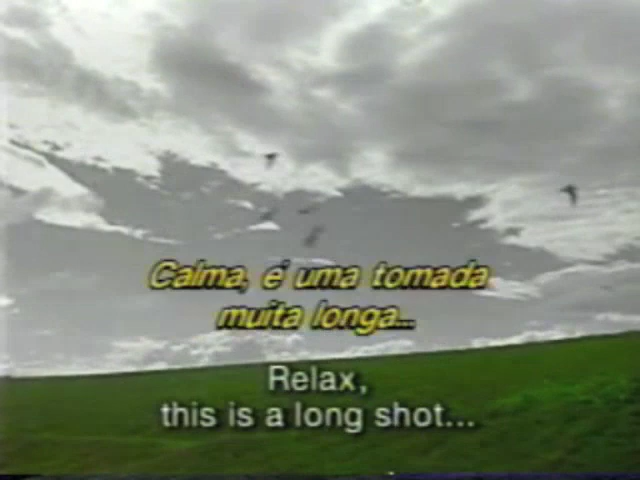 Calma, é uma tomada
muita longa...
Relax,
this is a long shot...